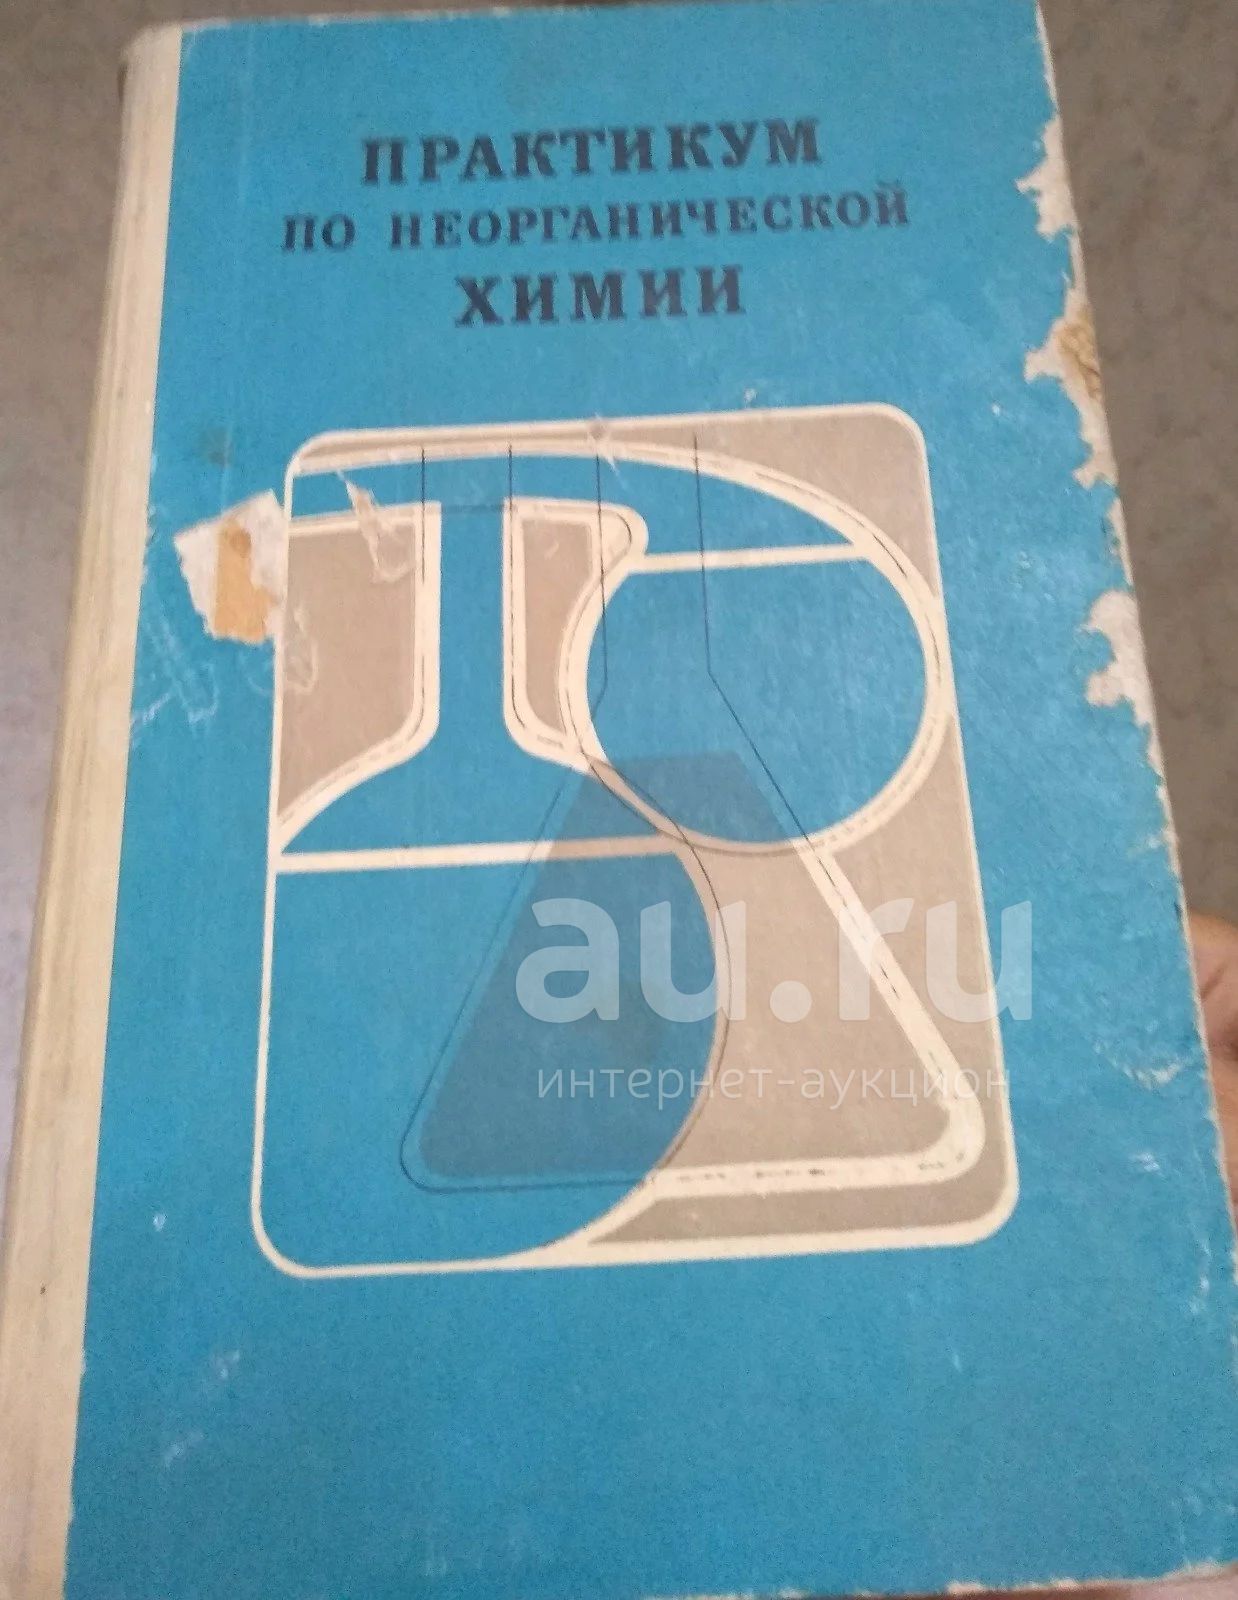 ПРАКТИКУМ
ПО НЕОРГАНИЧЕСКОЙ
ХИМИИ
au.ru
интернет-аукцион